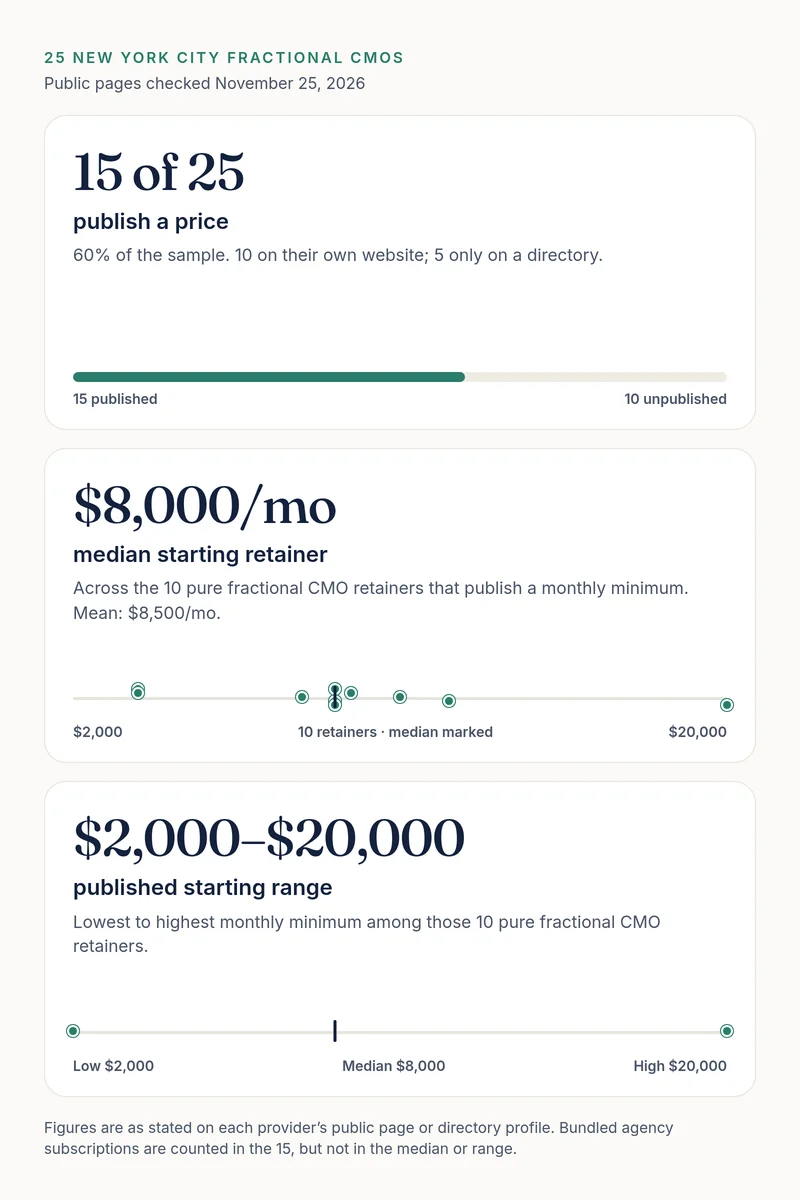 25 NEW YORK CITY FRACTIONAL CMOS
Public pages checked November 25, 2026
15 of 25
publish a price
60% of the sample. 10 on their own website; 5 only on a directory.
15 published
10 unpublished
$8,000/mo
median starting retainer
Across the 10 pure fractional CMO retainers that publish a monthly minimum.
Mean: $8,500/mo.
$2,000
10 retainers · median marked
$20,000
$2,000–$20,000
published starting range
Lowest to highest monthly minimum among those 10 pure fractional CMO
retainers.
Low $2,000
Median $8,000
High $20,000
Figures are as stated on each provider’s public page or directory profile. Bundled agency
subscriptions are counted in the 15, but not in the median or range.